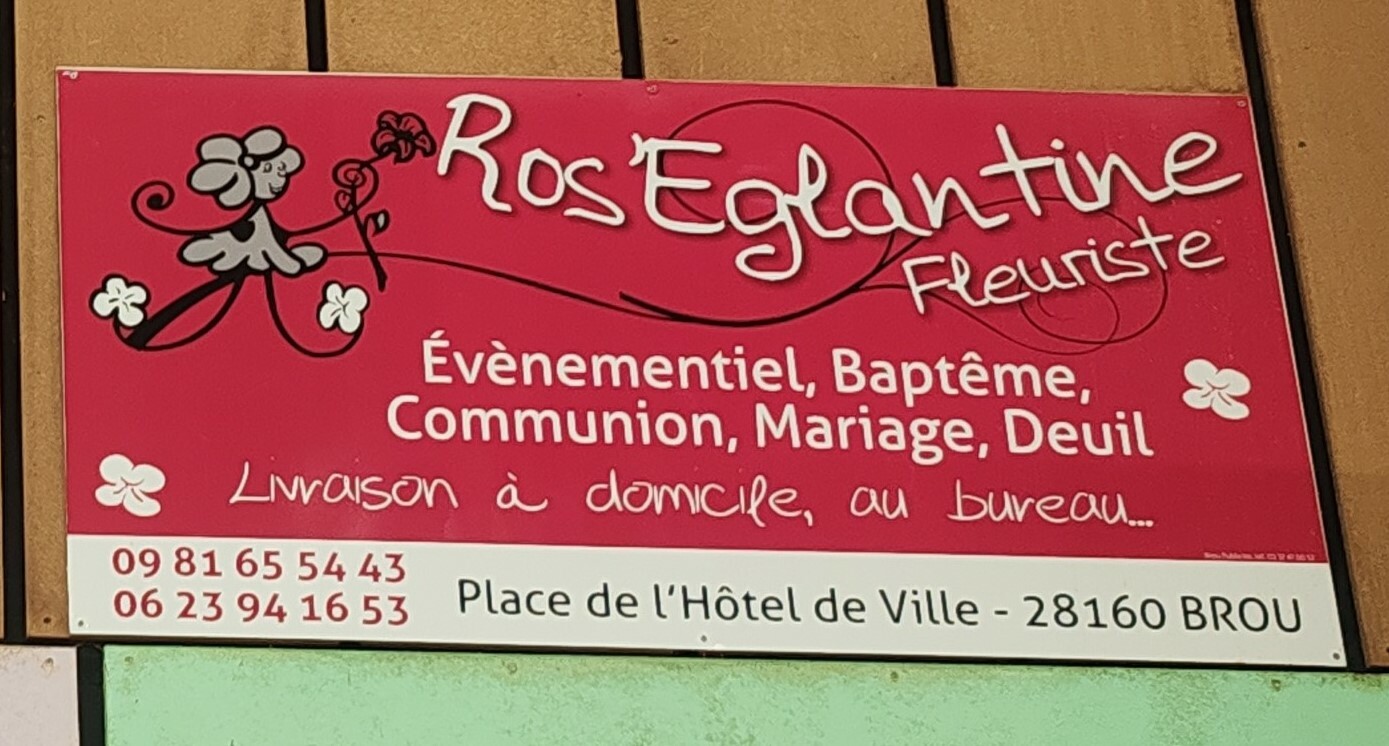 Ros'Eglantine
Fleuriste
Évènementiel, Baptême,
Communion, Mariage, Deuil
Livraison à domicile, au bureau...
09 81 65 54 43
06 23 94 16 53
Place de l'Hôtel de Ville - 28160 BROU